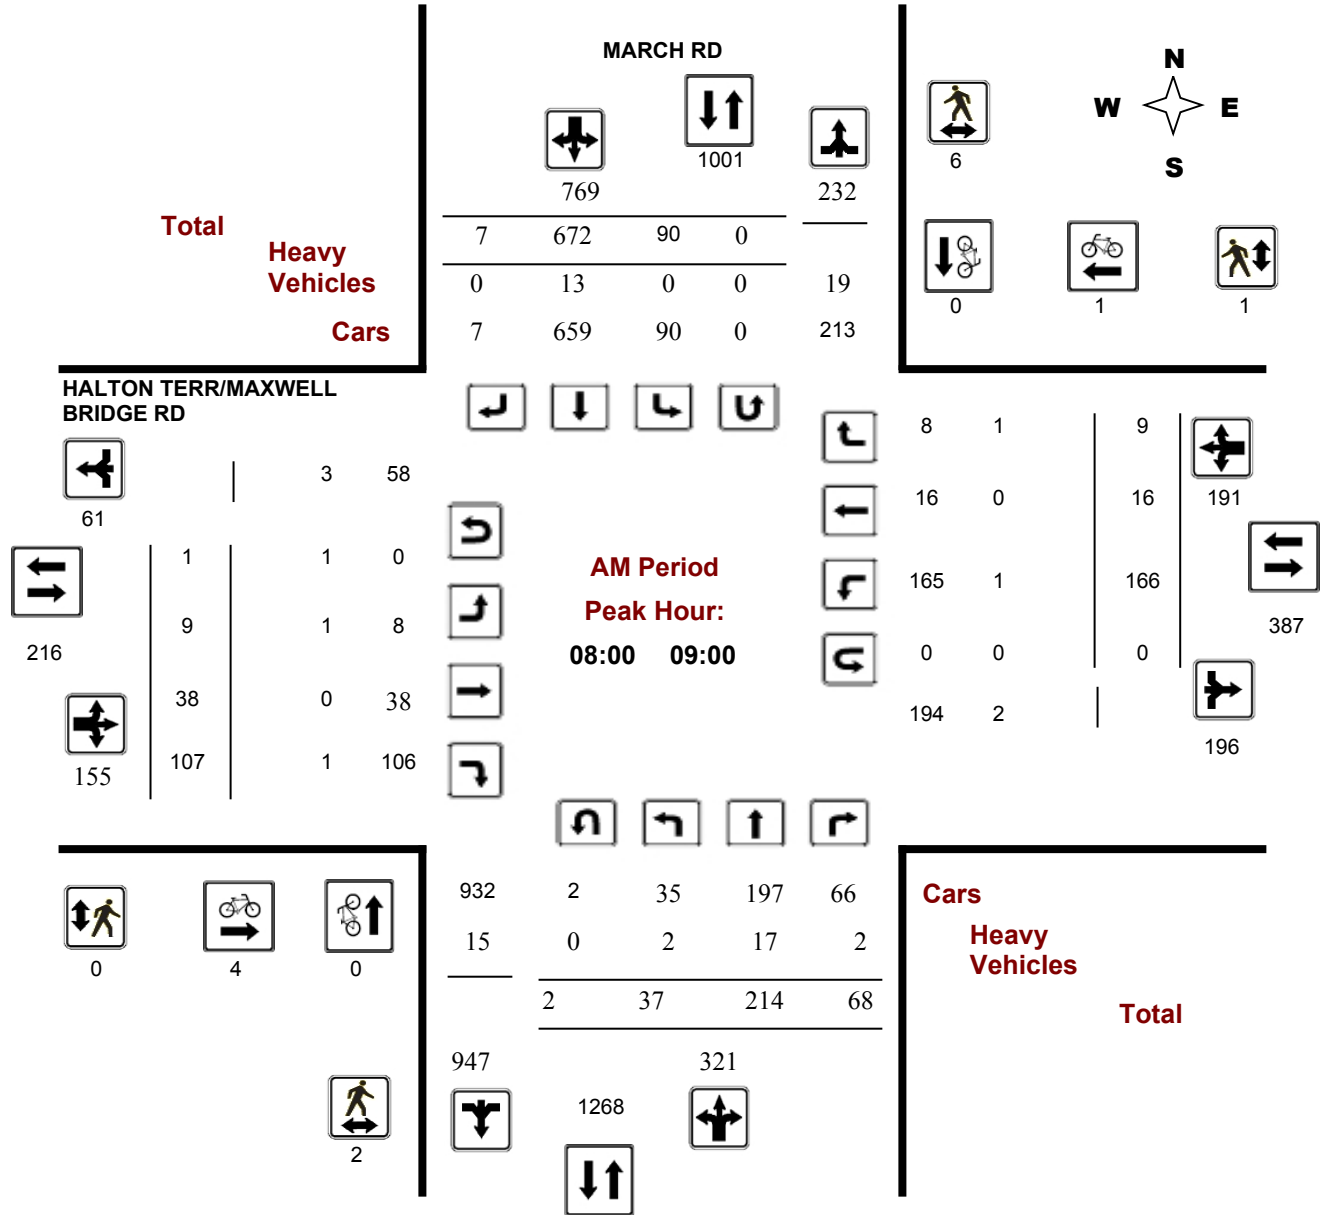 MARCH RD
N
W E
S
1001
6
769 232
Total
7 672 90 0
Heavy
Vehicles
0 13 0 0 19
Cars
7 659 90 0 213
0 1 1
HALTON TERR/MAXWELL
BRIDGE RD
8 1 9
3 58
61
16 0 16 191
1 1 0
AM Period
165 1 166
Peak Hour:
9 1 8
387
216
08:00 09:00
0 0 0
38 0 38
194 2
196
155 107 1 106
932 2 35 197 66
Cars
15 0 2 17 2
Heavy
Vehicles
0 4 0
2 37 214 68
Total
947 321
1268
2